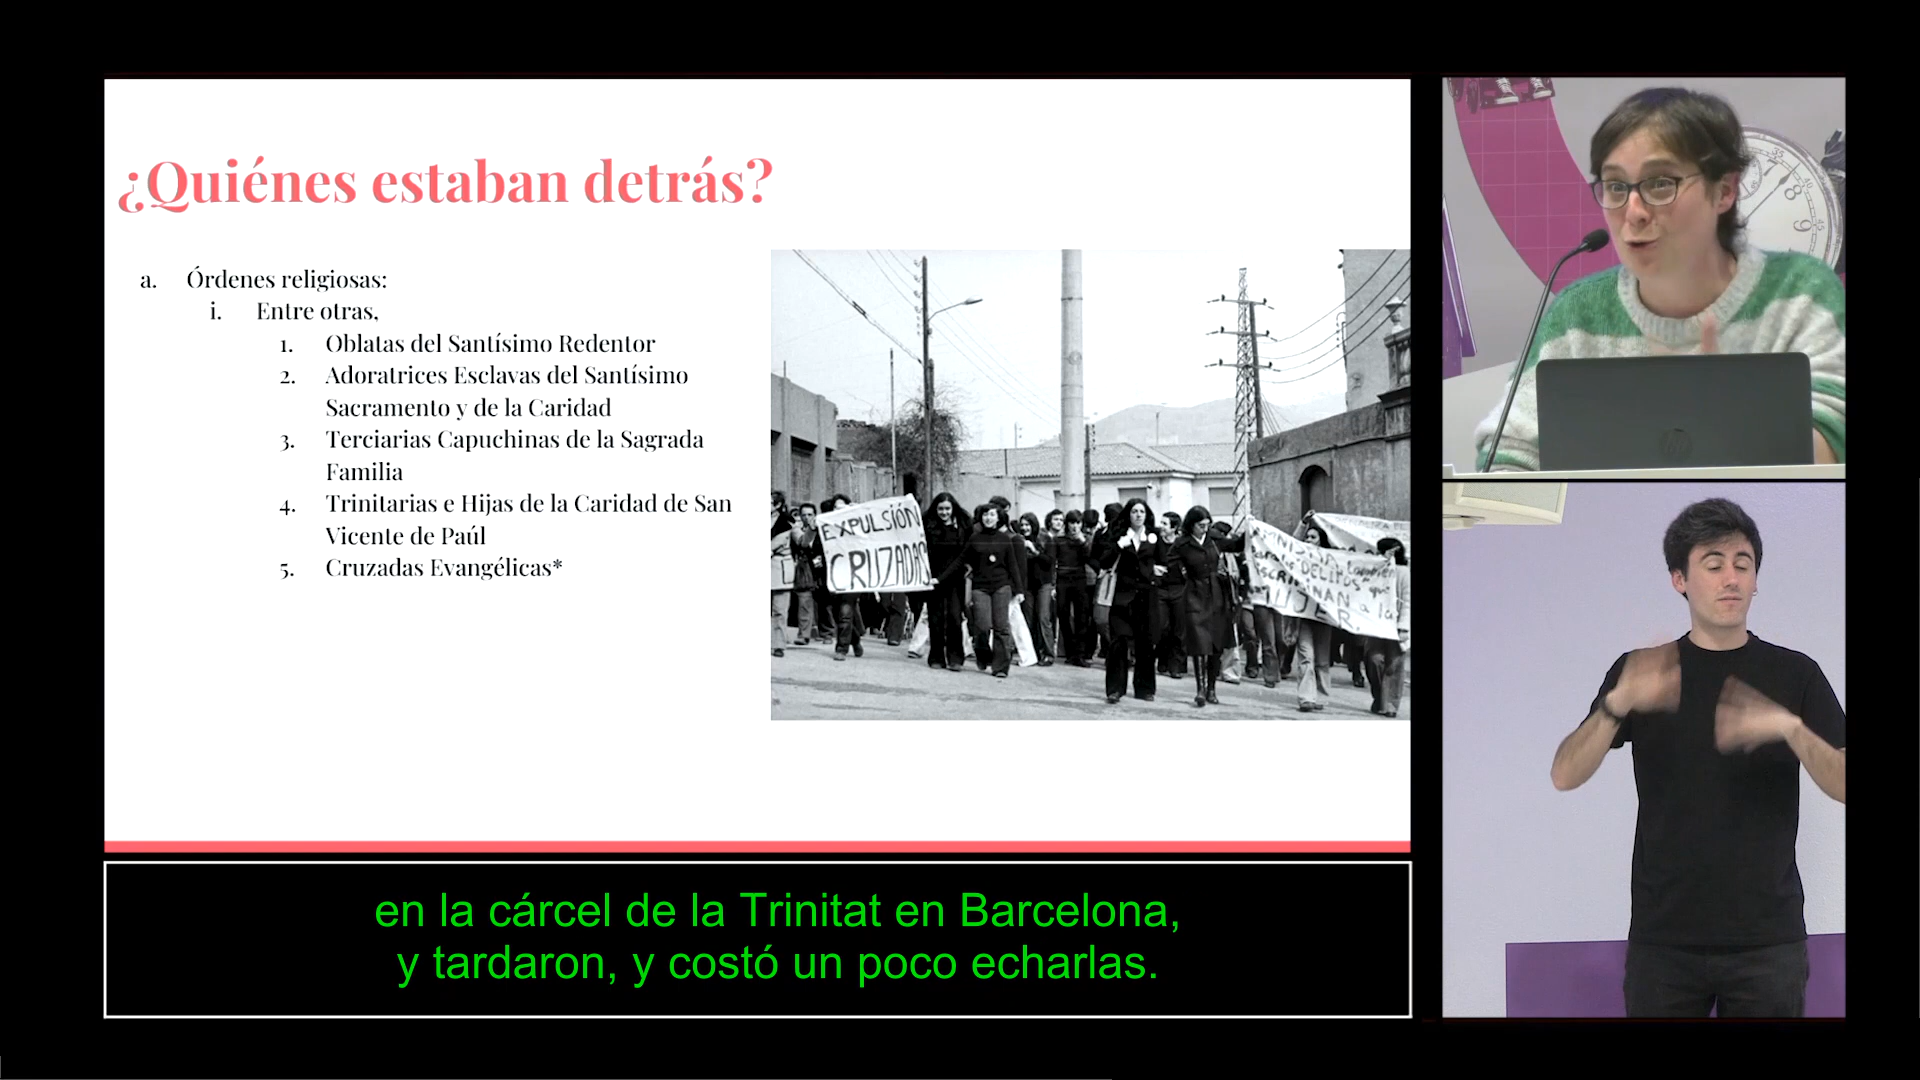 ¿Quiénes estaban detrás?
a. Órdenes religiosas:
i. Entre otras,
1. Oblatas del Santísimo Redentor
2. Adoratrices Esclavas del Santísimo
Sacramento y de la Caridad
3. Terciarias Capuchinas de la Sagrada
Familia
4. Trinitarias e Hijas de la Caridad de San
Vicente de Paúl
5. Cruzadas Evangélicas*
EXPULSIÓN
CRUZADAS
DELITOS que
a la
MUJER.
en la cárcel de la Trinitat en Barcelona,
y tardaron, y costó un poco echarlas.